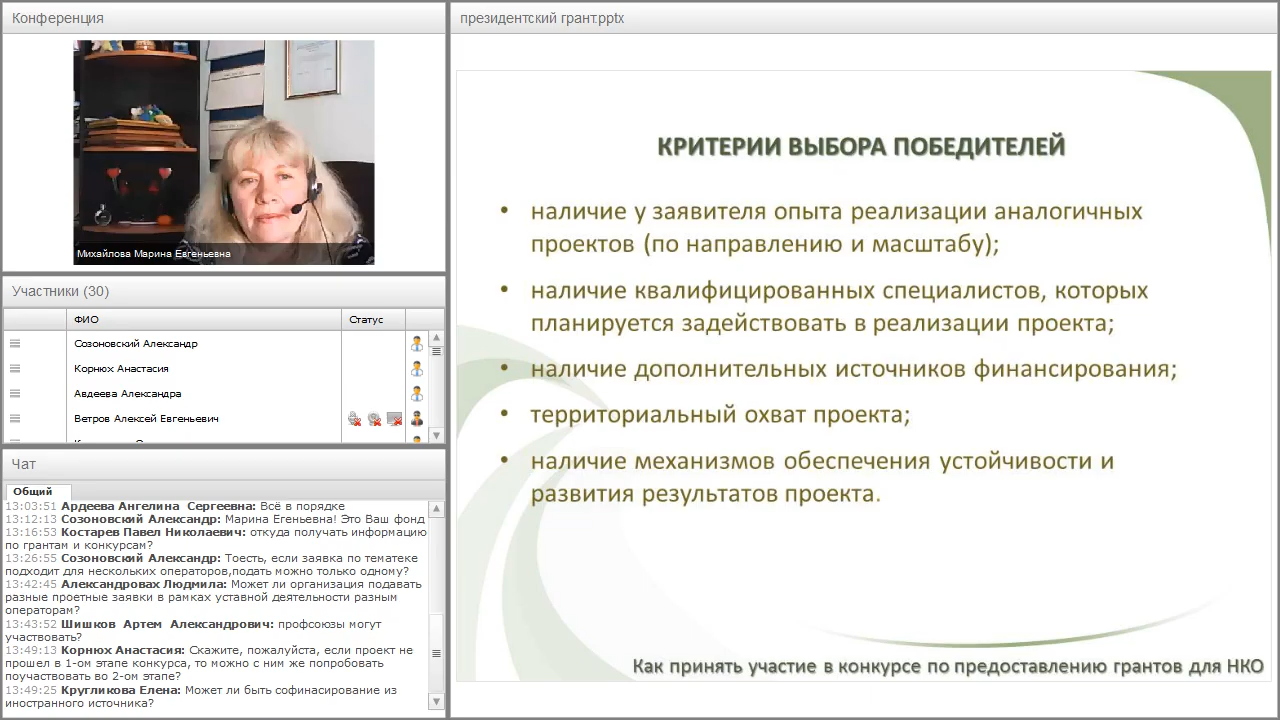 Конференция
Михайлова Марина Евгеньевна
Участники (30)
ФИО
Статус
Созоновский Александр
Корнюх Анастасия
Авдеева Александра
Ветров Алексей Евгеньевич
Чат
Общий
13:03:51 Ардеева Ангелина Сергеевна: Всё в порядке
13:12:13 Созоновский Александр: Марина Егеньевна! Это Ваш фонд
13:16:53 Костарев Павел Николаевич: откуда получать информацию
по грантам и конкурсам?
13:26:55 Созоновский Александр: Тоесть, если заявка по тематеке
подходит для нескольких операторов,подать можно только одному?
13:42:45 Александровах Людмила: Может ли организация подавать
разные проетные заявки в рамках уставной деятельности разным
операторам?
13:43:52 Шишков Артем Александрович: профсоюзы могут
участвовать?
13:49:13 Корнюх Анастасия: Скажите, пожалуйста, если проект не
прошел в 1-ом этапе конкурса, то можно с ним же попробовать
поучаствовать во 2-ом этапе?
13:49:25 Кругликова Елена: Может ли быть софинасирование из
иностранного источника?
президентский грант.pptx
КРИТЕРИИ ВЫБОРА ПОБЕДИТЕЛЕЙ
• наличие у заявителя опыта реализации аналогичных
проектов (по направлению и масштабу);
• наличие квалифицированных специалистов, которых
планируется задействовать в реализации проекта;
• наличие дополнительных источников финансирования;
• территориальный охват проекта;
• наличие механизмов обеспечения устойчивости и
развития результатов проекта.
Как принять участие в конкурсе по предоставлению грантов для НКО